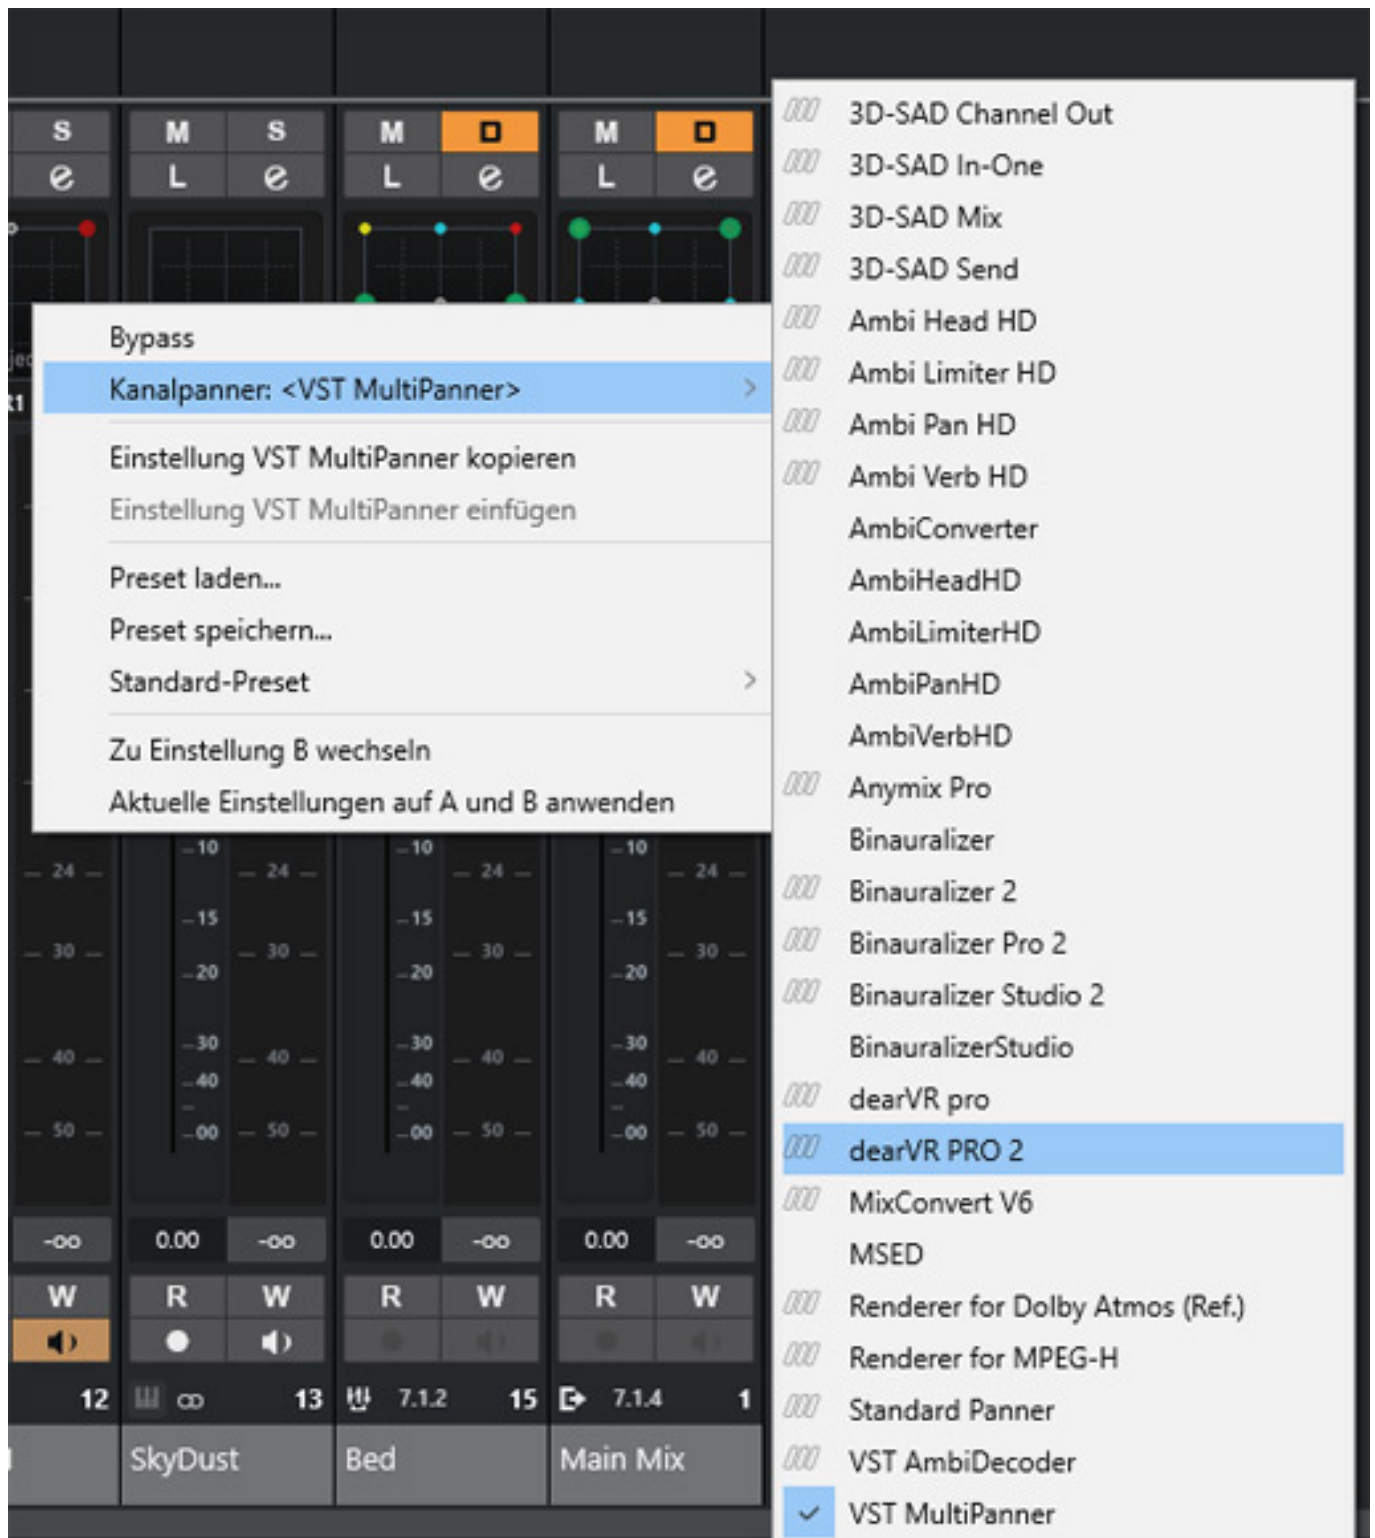 S M S M M
e L e L e L e
Bypass
Kanalpanner: <VST MultiPanner>
Einstellung VST MultiPanner kopieren
Einstellung VST MultiPanner einfügen
Preset laden...
Preset speichern...
Standard-Preset
Zu Einstellung B wechseln
Aktuelle Einstellungen auf A und B anwenden
3D-SAD Channel Out
3D-SAD In-One
3D-SAD Mix
3D-SAD Send
Ambi Head HD
Ambi Limiter HD
Ambi Pan HD
Ambi Verb HD
AmbiConverter
AmbiHeadHD
AmbiLimiterHD
AmbiPanHD
AmbiVerbHD
Anymix Pro
Binauralizer
Binauralizer 2
Binauralizer Pro 2
Binauralizer Studio 2
BinauralizerStudio
dearVR pro
dearVR PRO 2
MixConvert V6
MSED
Renderer for Dolby Atmos (Ref.)
Renderer for MPEG-H
Standard Panner
VST AmbiDecoder
VST MultiPanner
10 10 10
24 24 24 24
15 15 15
30 30 30 30
20 20 20
30 30 30
40 40 40 40
40 40 40
50 00 50 00 50 00 50
-oo 0.00 -oo 0.00 -oo 0.00 -oo
W R W R W R W
12 13 7.1.2 15 7.1.4 1
SkyDust Bed Main Mix